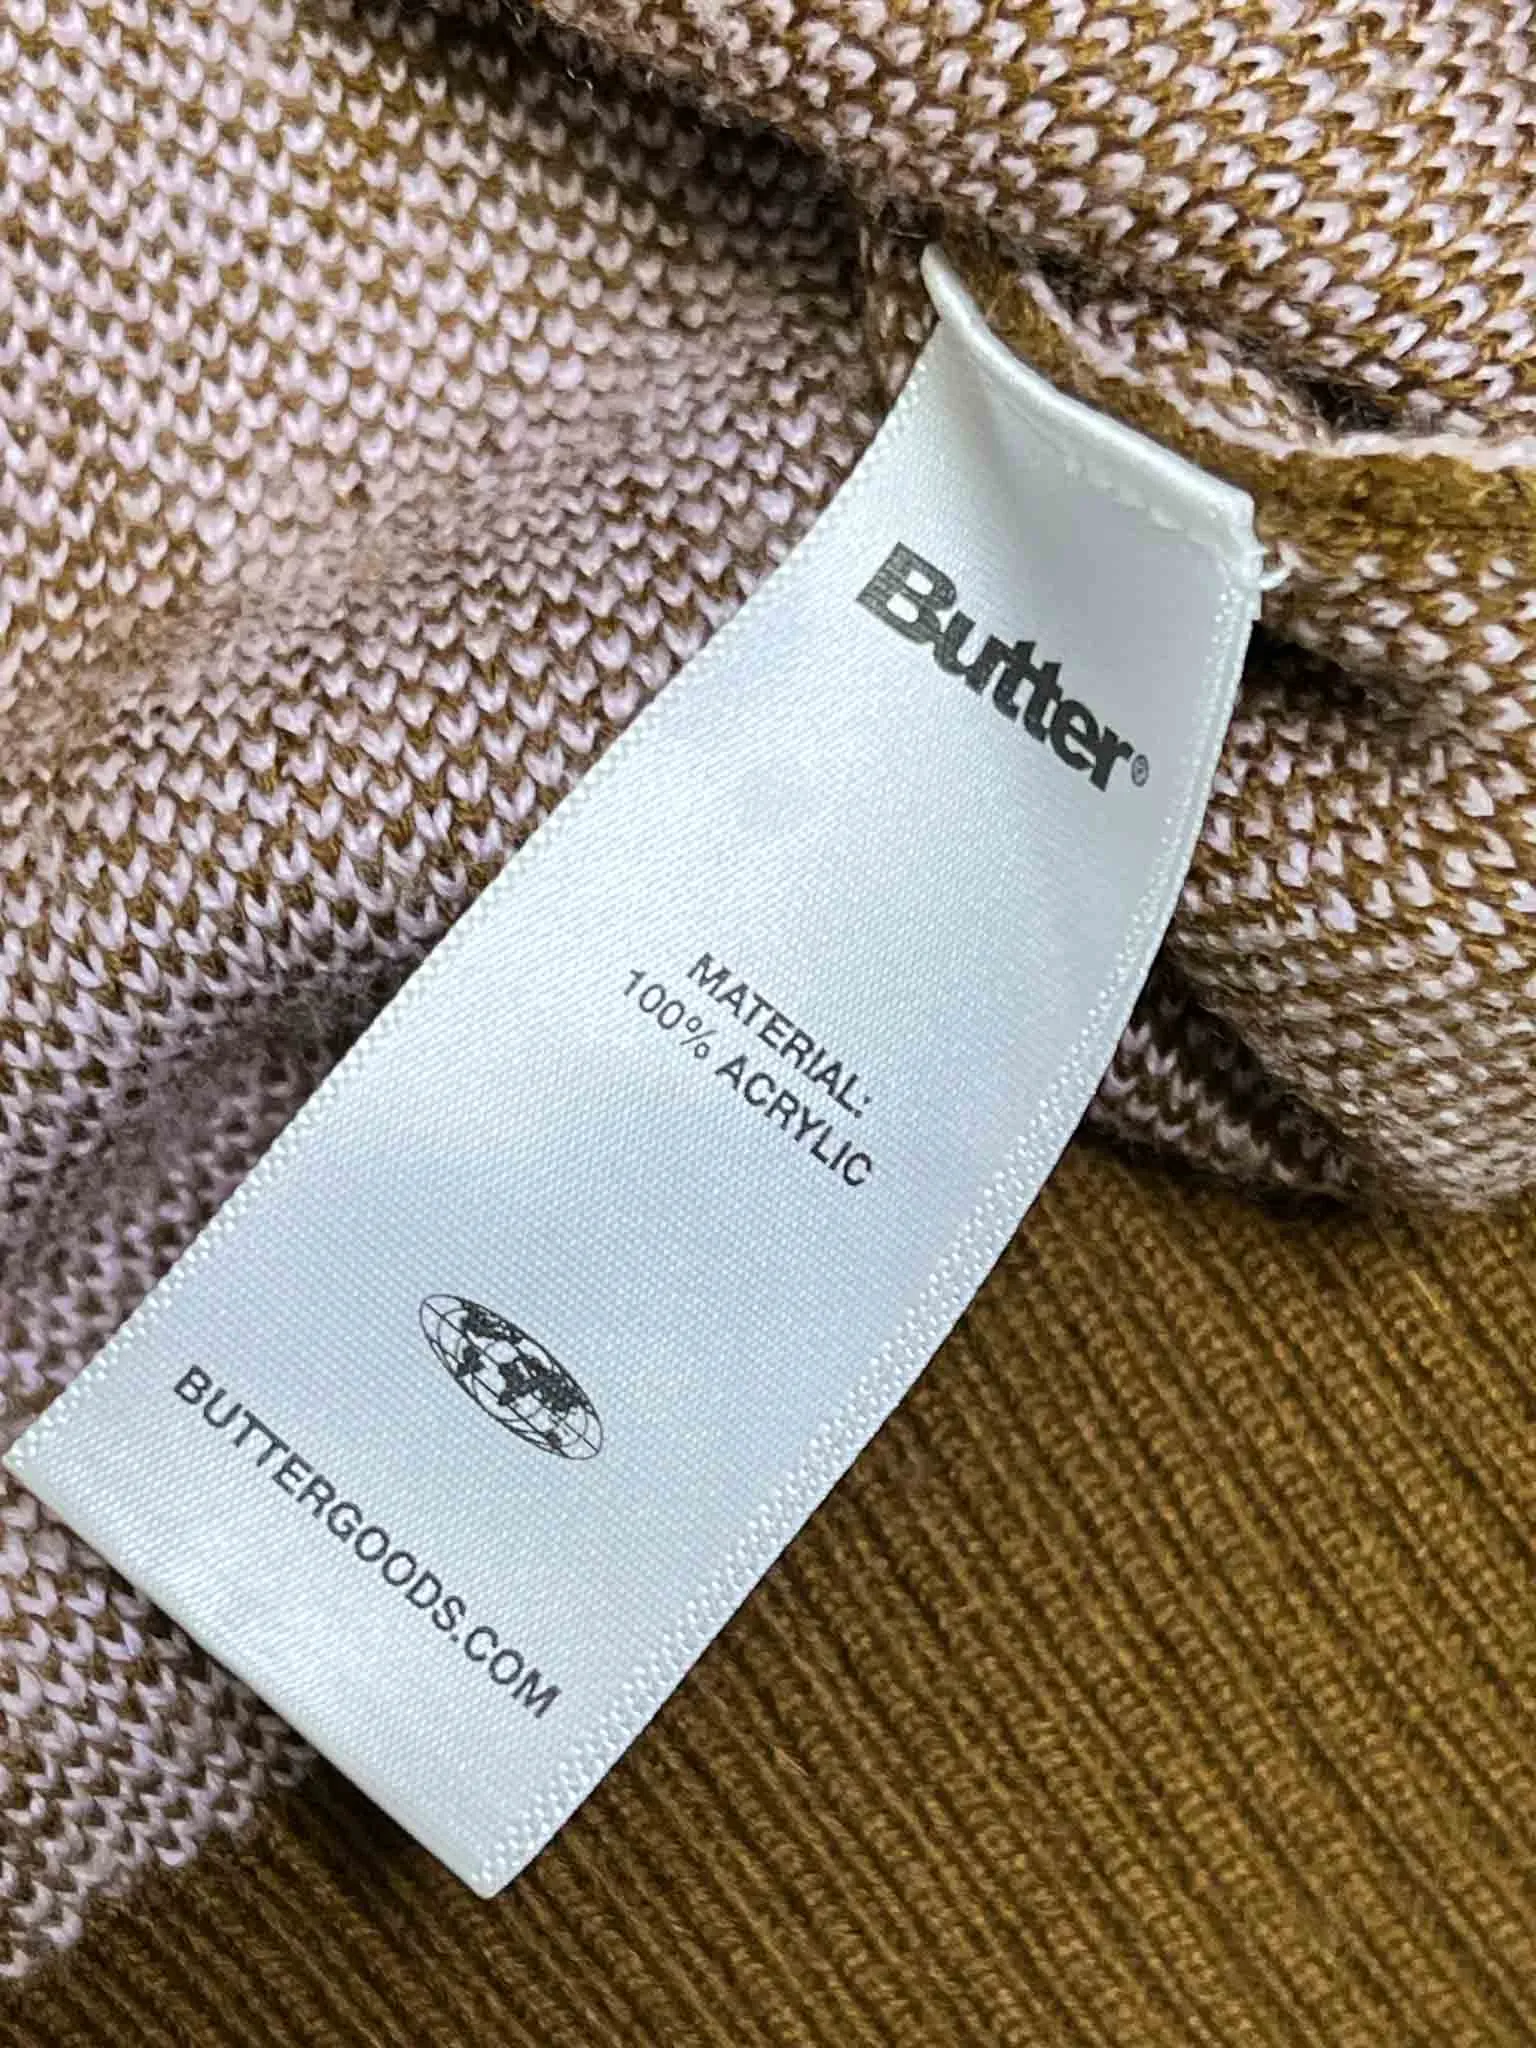 Butter®
MATERIAL:
100% ACRYLIC
BUTTERGOODS.COM